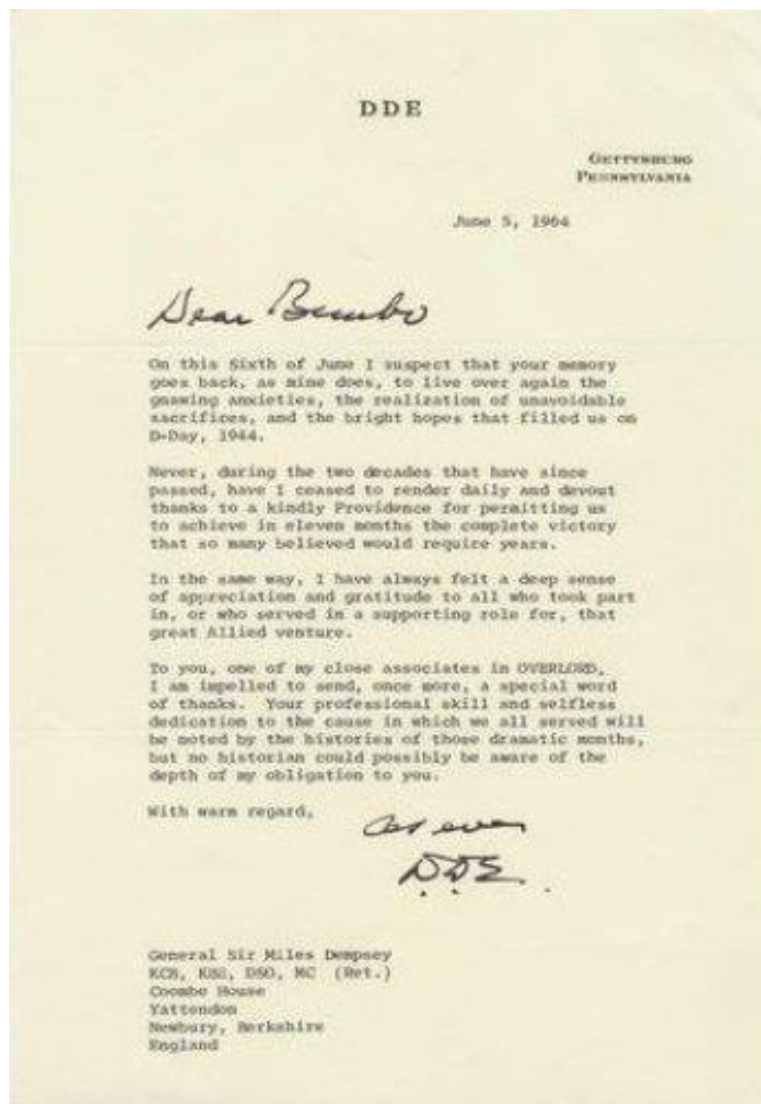 DDE
GETTYSBURG
PENNSYLVANIA
June 5, 1964
Dear Bimbo
On this Sixth of June I suspect that your memory
goes back, as mine does, to live over again the
gnawing anxieties, the realization of unavoidable
sacrifices, and the bright hopes that filled us on
D-Day, 1944.
Never, during the two decades that have since
passed, have I ceased to render daily and devout
thanks to a kindly Providence for permitting us
to achieve in eleven months the complete victory
that so many believed would require years.
In the same way, I have always felt a deep sense
of appreciation and gratitude to all who took part
in, or who served in a supporting role for, that
great Allied venture.
To you, one of my close associates in OVERLORD,
I am impelled to send, once more, a special word
of thanks. Your professional skill and selfless
dedication to the cause in which we all served will
be noted by the histories of those dramatic months,
but no historian could possibly be aware of the
depth of my obligation to you.
With warm regard,
As ever
D.D.E.
General Sir Miles Dempsey
KCB, KBE, DSO, MC (Ret.)
Coombe House
Yattendon
Newbury, Berkshire
England